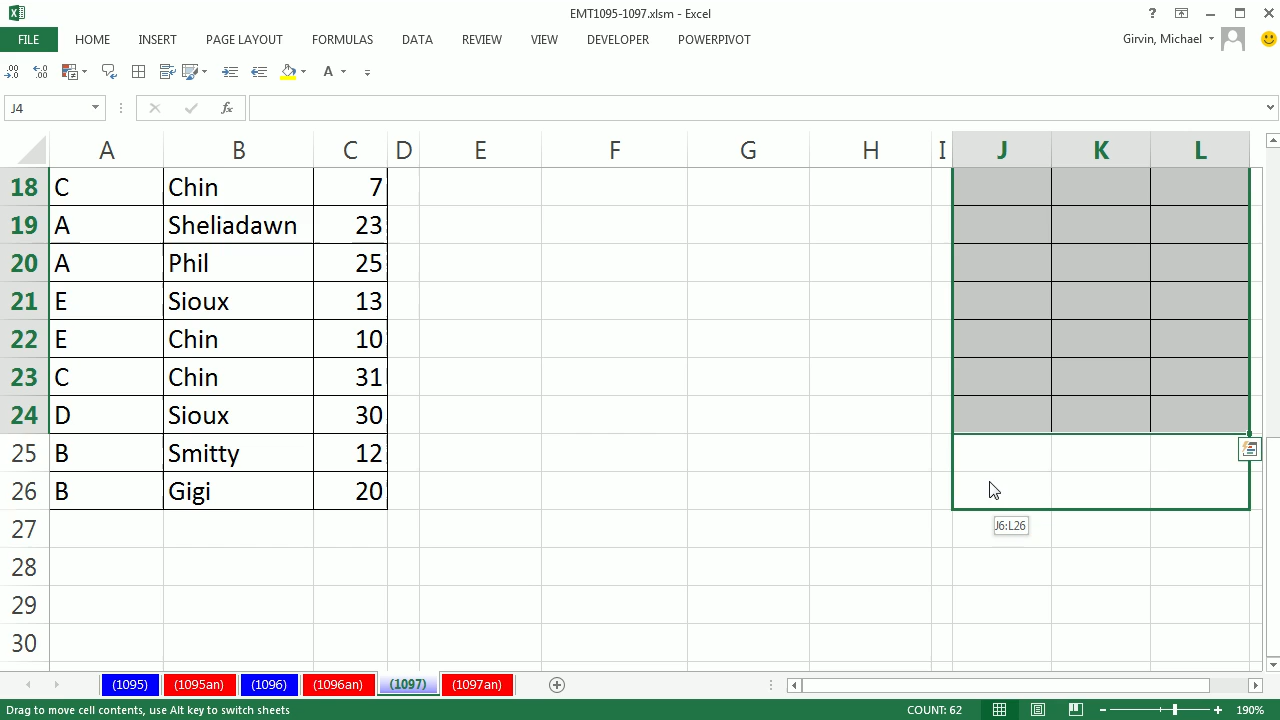 EMT1095-1097.xlsm - Excel
?
FILE HOME INSERT PAGE LAYOUT FORMULAS DATA REVIEW VIEW DEVELOPER POWERPIVOT Girvin, Michael
J4 fx
A B C D E F G H I J K L
18 C Chin 7
19 A Sheliadawn 23
20 A Phil 25
21 E Sioux 13
22 E Chin 10
23 C Chin 31
24 D Sioux 30
25 B Smitty 12
26 B Gigi 20
J6:L26
27
28
29
30
(1095) (1095an) (1096) (1096an) (1097) (1097an)
Drag to move cell contents, use Alt key to switch sheets COUNT: 62 190%